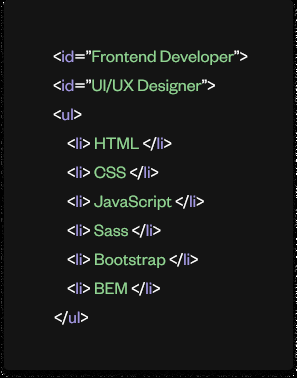 <id=”Frontend Developer”>
<id=”UI/UX Designer”>
<ul>
<li> HTML </li>
<li> CSS </li>
<li> JavaScript </li>
<li> Sass </li>
<li> Bootstrap </li>
<li> BEM </li>
</ul>